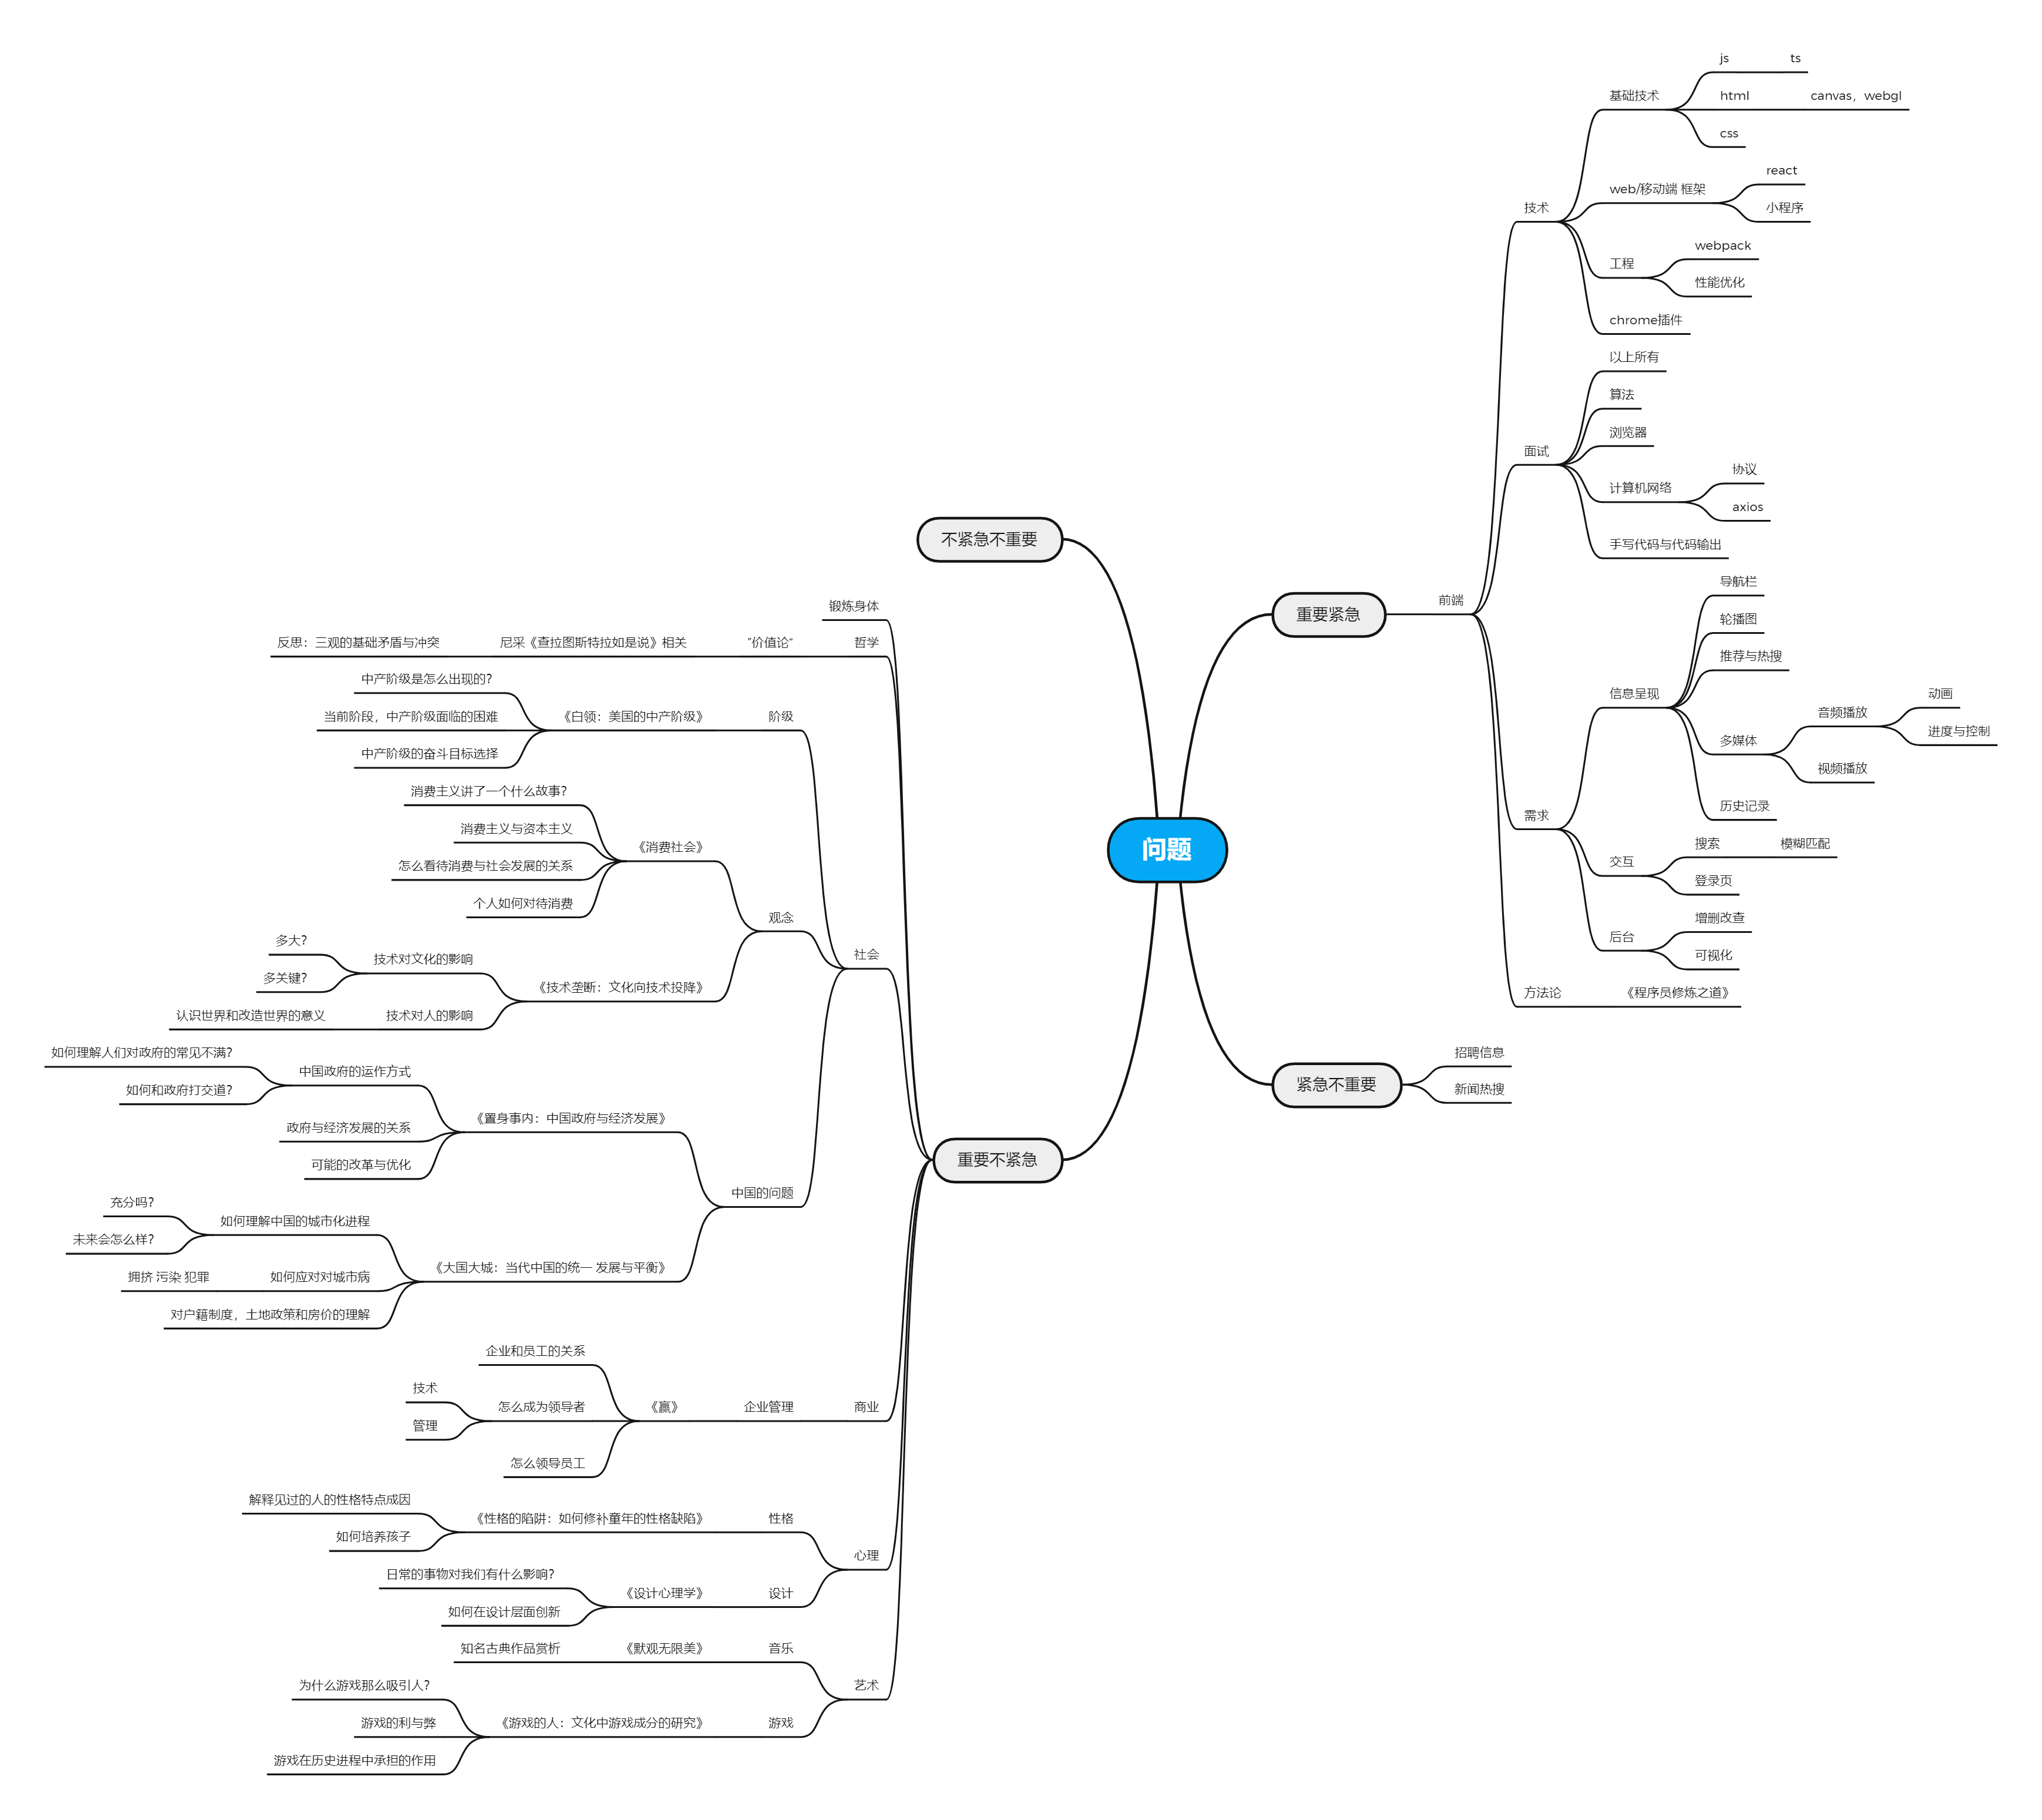 问题
重要紧急
前端
技术
基础技术
js
ts
html
canvas，webgl
css
web/移动端 框架
react
小程序
工程
webpack
性能优化
chrome插件
面试
以上所有
算法
浏览器
计算机网络
协议
axios
手写代码与代码输出
需求
信息呈现
导航栏
轮播图
推荐与热搜
多媒体
音频播放
动画
进度与控制
视频播放
历史记录
交互
搜索
模糊匹配
登录页
后台
增删改查
可视化
方法论
《程序员修炼之道》
紧急不重要
招聘信息
新闻热搜
重要不紧急
锻炼身体
哲学
“价值论”
尼采《查拉图斯特拉如是说》相关
反思：三观的基础矛盾与冲突
社会
阶级
《白领：美国的中产阶级》
中产阶级是怎么出现的？
当前阶段，中产阶级面临的困难
中产阶级的奋斗目标选择
观念
《消费社会》
消费主义讲了一个什么故事？
消费主义与资本主义
怎么看待消费与社会发展的关系
个人如何对待消费
《技术垄断：文化向技术投降》
技术对文化的影响
多大？
多关键？
技术对人的影响
认识世界和改造世界的意义
中国的问题
《置身事内：中国政府与经济发展》
中国政府的运作方式
如何理解人们对政府的常见不满？
如何和政府打交道？
政府与经济发展的关系
可能的改革与优化
《大国大城：当代中国的统一 发展与平衡》
如何理解中国的城市化进程
充分吗？
未来会怎么样？
如何应对对城市病
拥挤 污染 犯罪
对户籍制度，土地政策和房价的理解
商业
企业管理
《赢》
企业和员工的关系
怎么成为领导者
技术
管理
怎么领导员工
心理
性格
《性格的陷阱：如何修补童年的性格缺陷》
解释见过的人的性格特点成因
如何培养孩子
设计
《设计心理学》
日常的事物对我们有什么影响？
如何在设计层面创新
艺术
音乐
《默观无限美》
知名古典作品赏析
游戏
《游戏的人：文化中游戏成分的研究》
为什么游戏那么吸引人？
游戏的利与弊
游戏在历史进程中承担的作用
不紧急不重要